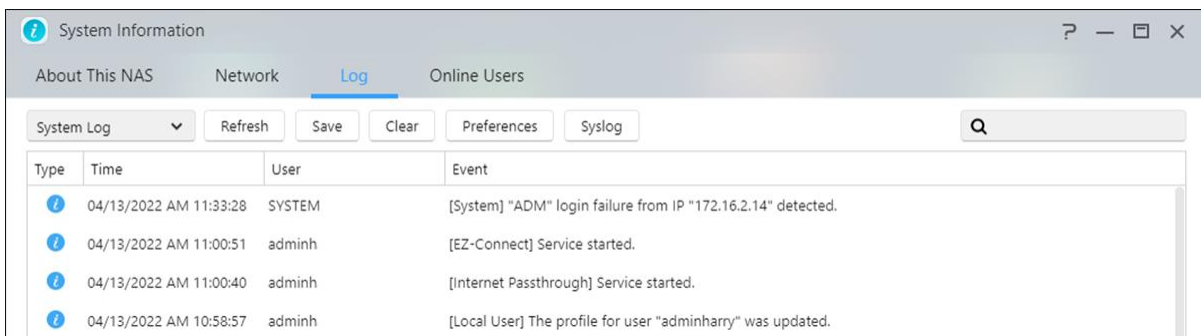 System Information
About This NAS Network Log Online Users
System Log Refresh Save Clear Preferences Syslog
Type Time User Event
04/13/2022 AM 11:33:28 SYSTEM [System] "ADM" login failure from IP "172.16.2.14" detected.
04/13/2022 AM 11:00:51 adminh [EZ-Connect] Service started.
04/13/2022 AM 11:00:40 adminh [Internet Passthrough] Service started.
04/13/2022 AM 10:58:57 adminh [Local User] The profile for user "adminharry" was updated.